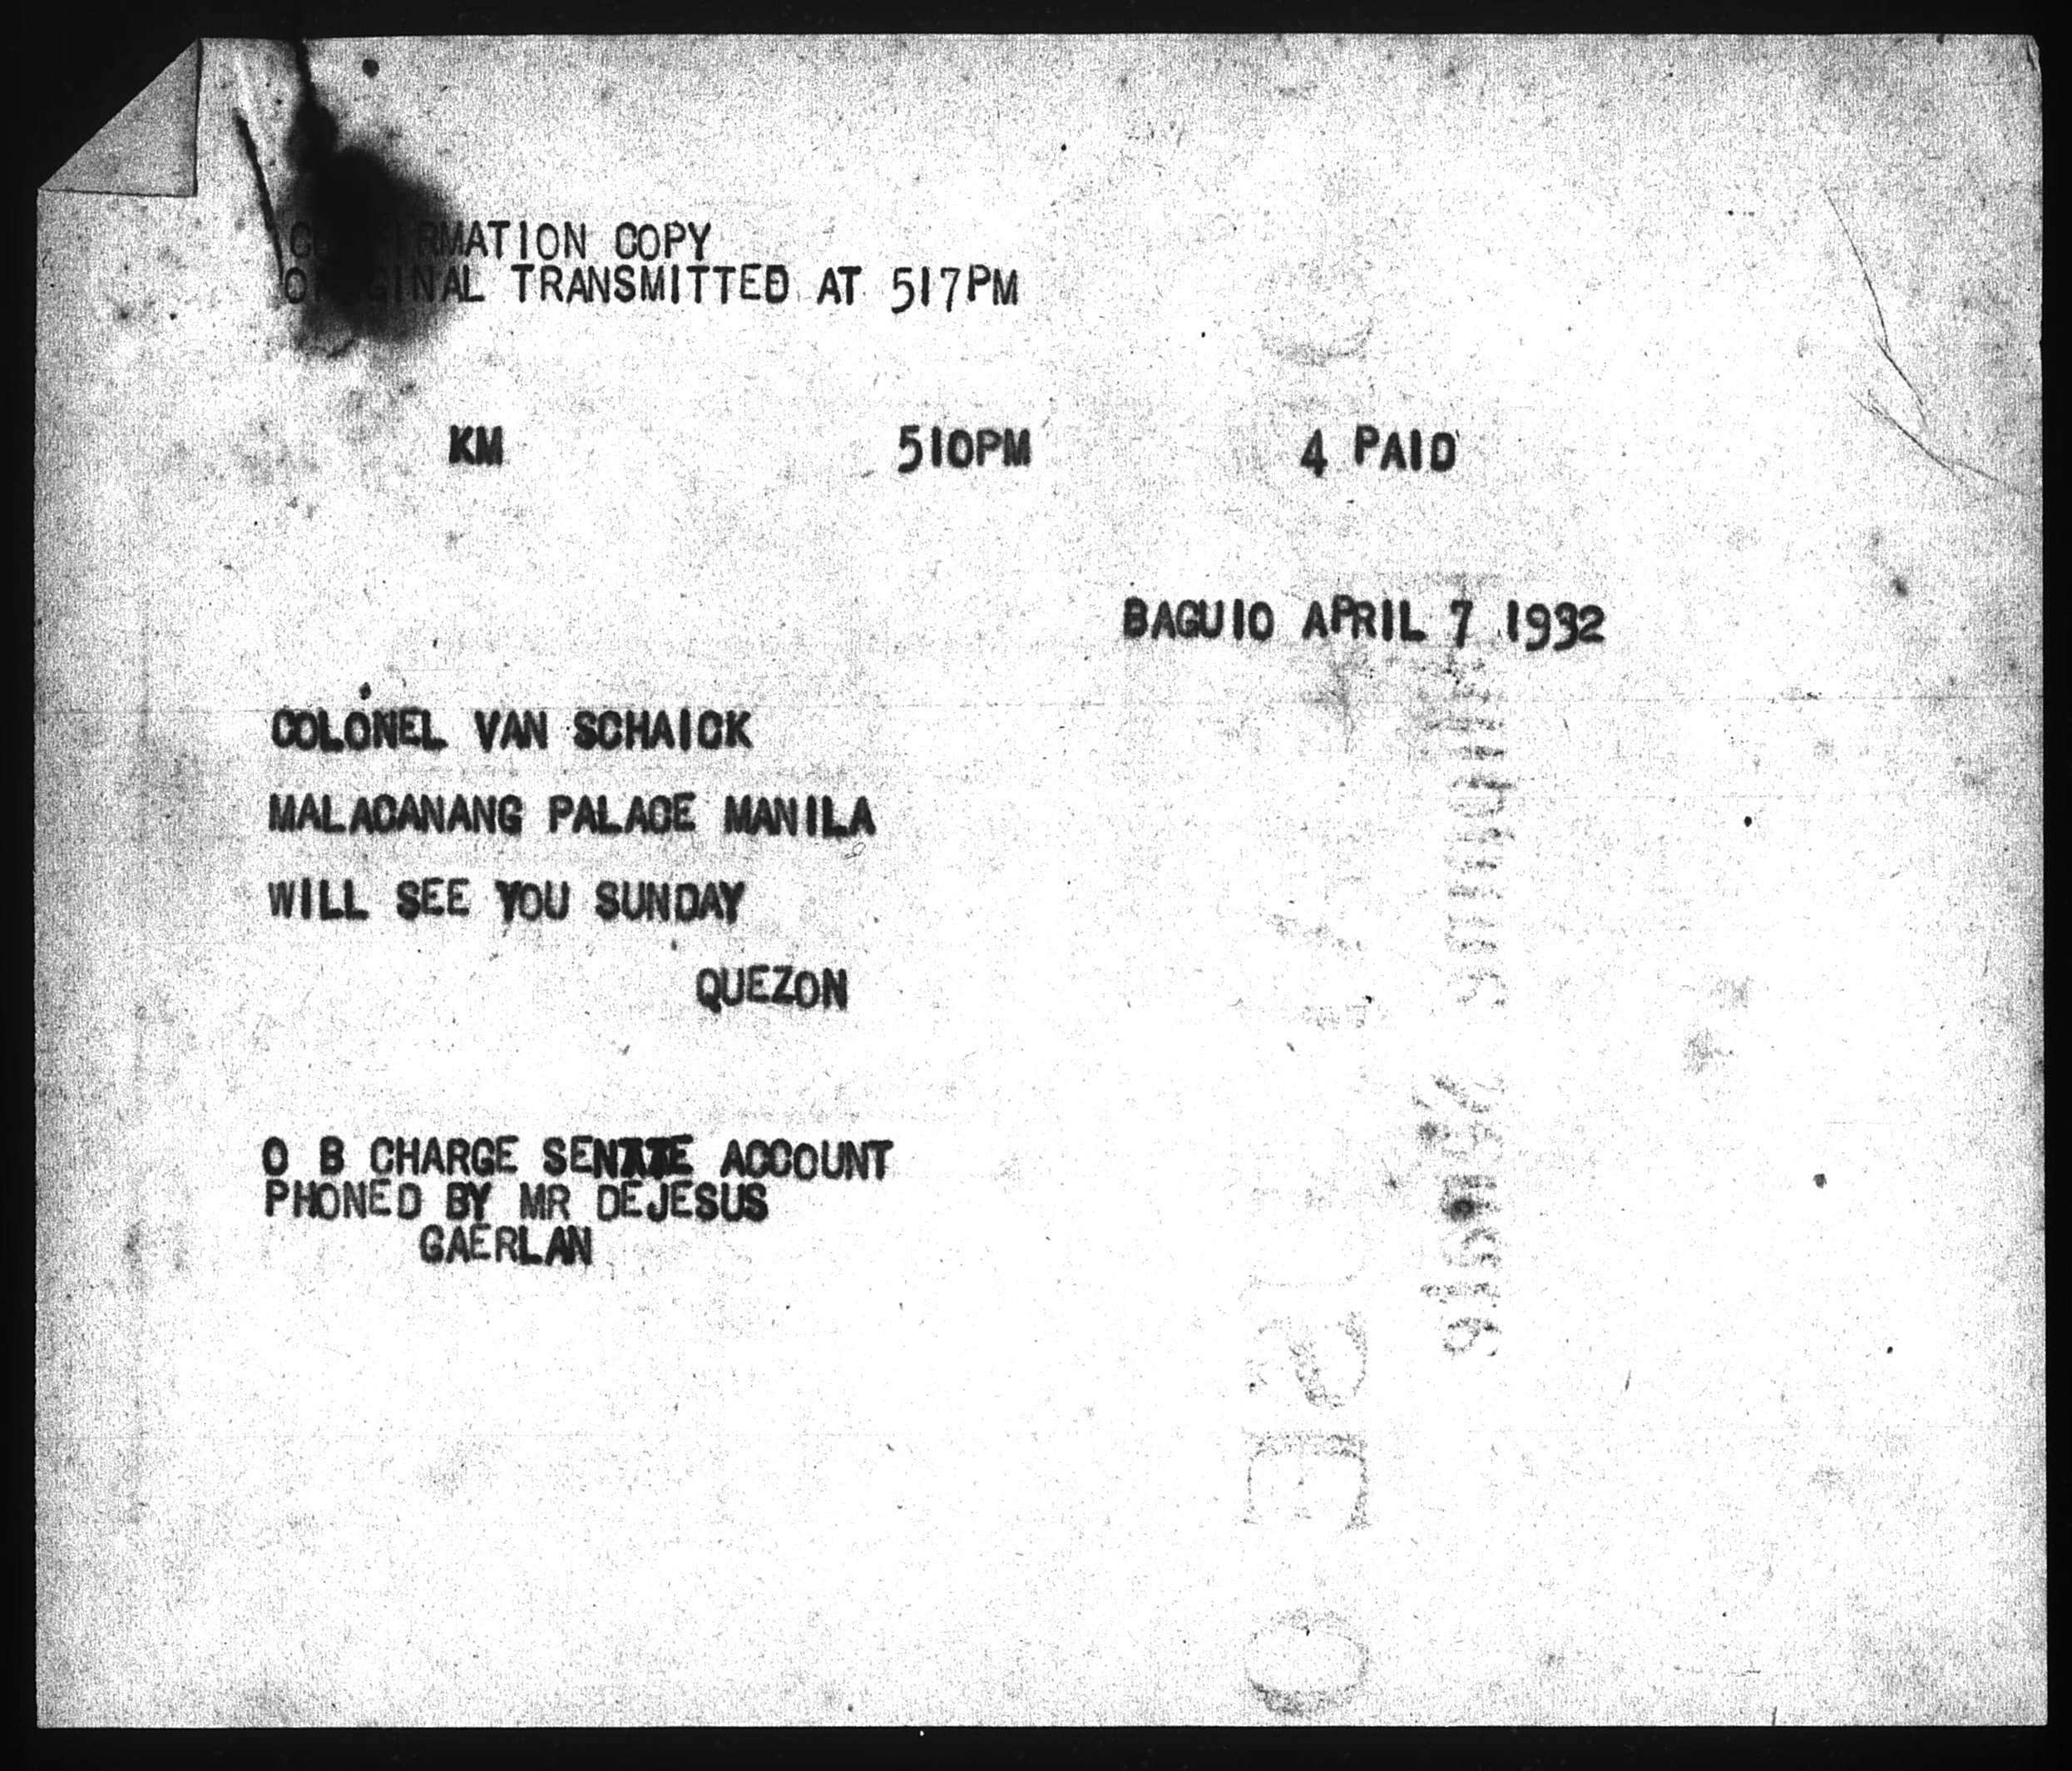 CONFIRMATION COPY
ORIGINAL TRANSMITTED AT 517PM
KM 510PM 4 PAID
BAGUIO APRIL 7 1932
COLONEL VAN SCHAICK
MALACANANG PALACE MANILA
WILL SEE YOU SUNDAY
QUEZON
O B CHARGE SENATE ACCOUNT
PHONED BY MR DEJESUS
GAERLAN